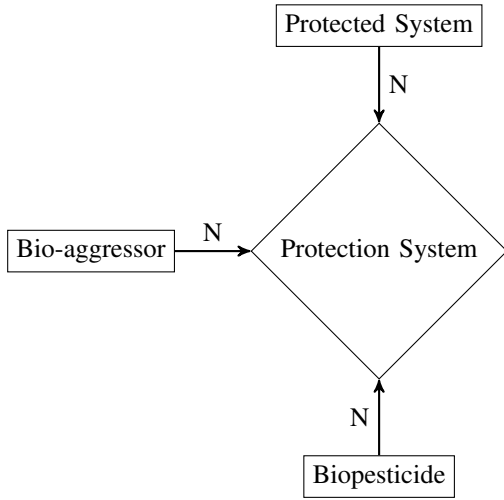 Protected System
N
Bio-aggressor
N
Protection System
N
Biopesticide